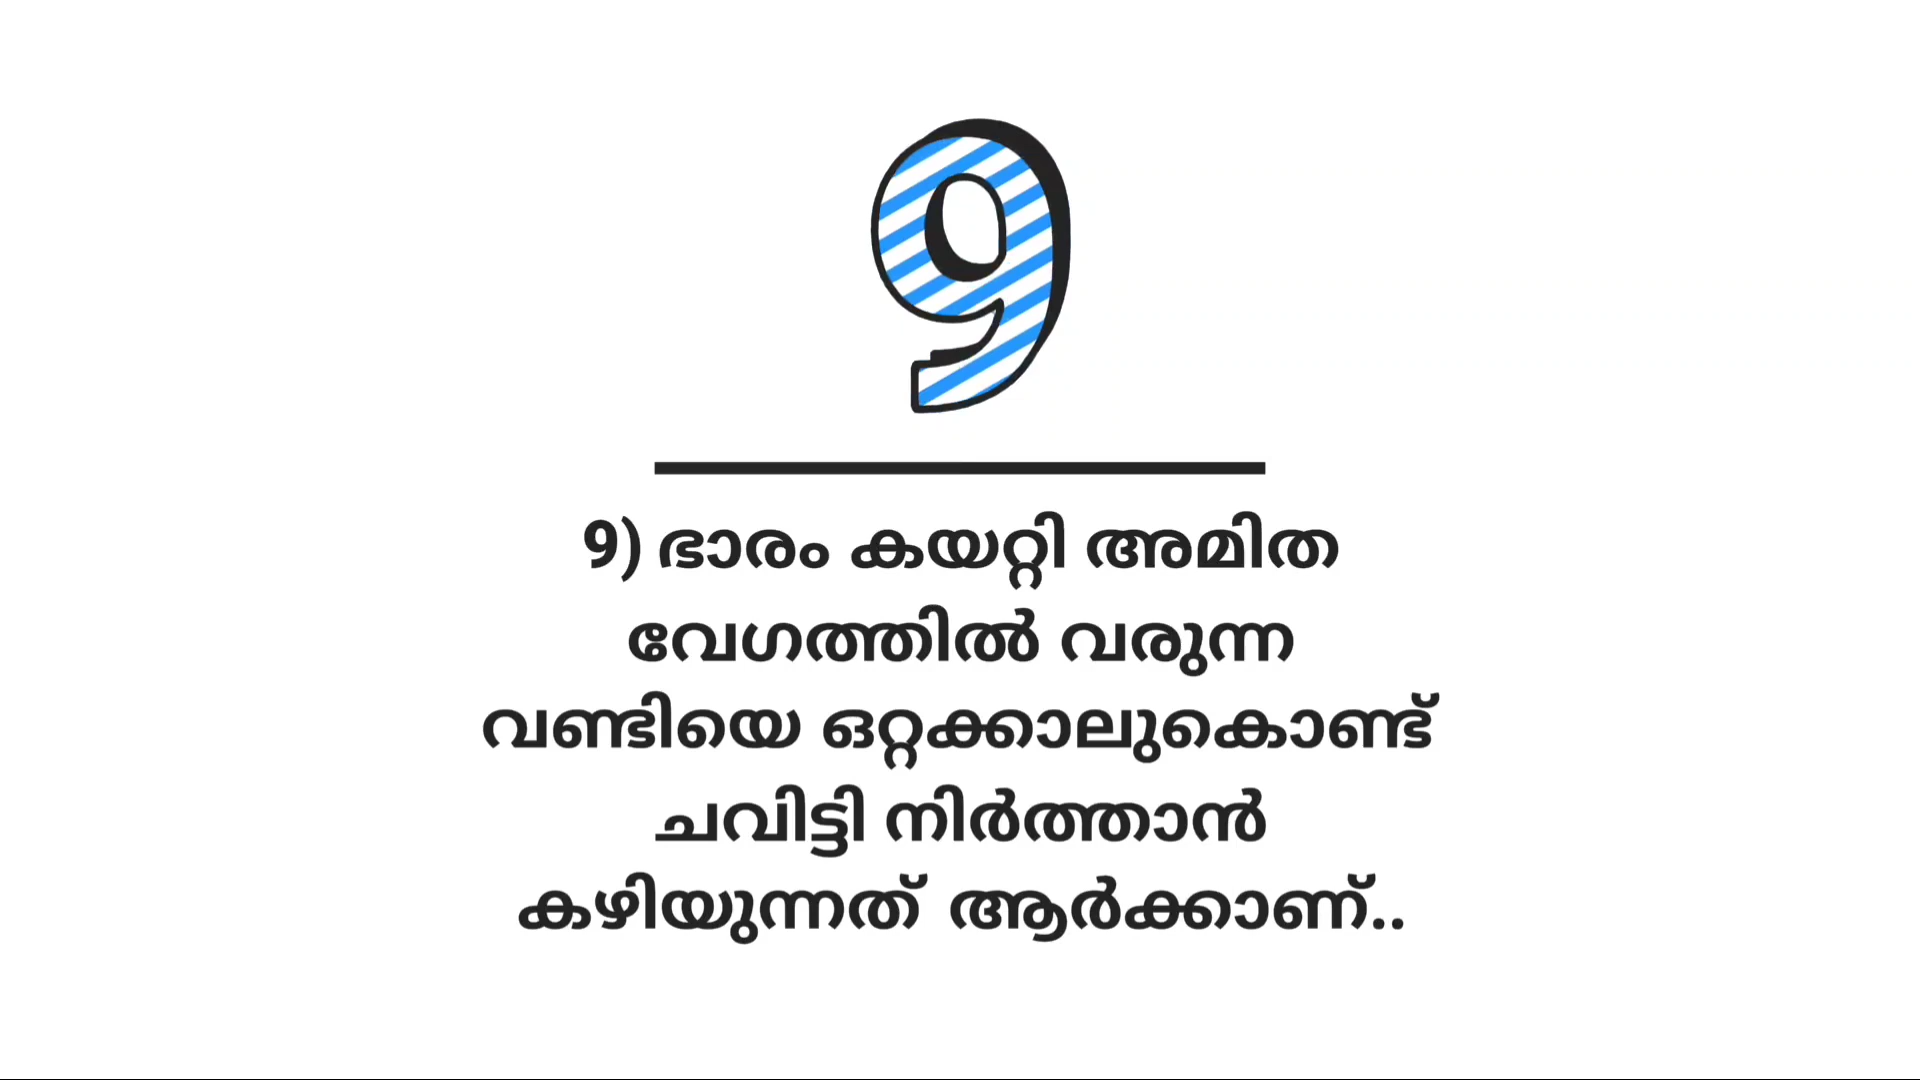 9
9) ഭാരം കയറ്റി അമിത
വേഗത്തിൽ വരുന്ന
വണ്ടിയെ ഒറ്റക്കാലുകൊണ്ട്
ചവിട്ടി നിർത്താൻ
കഴിയുന്നത് ആർക്കാണ്..